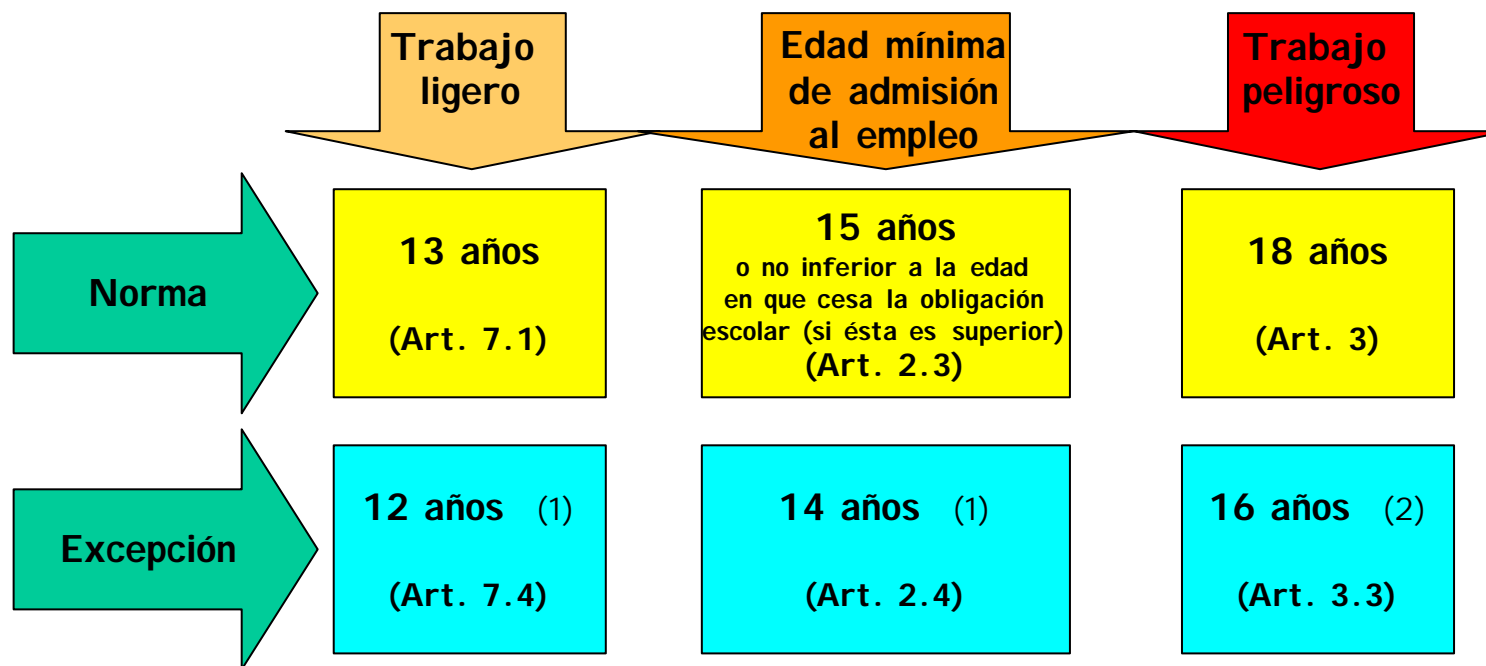 Trabajo
ligero
Edad mínima
de admisión
al empleo
Trabajo
peligroso
Norma
13 años
(Art. 7.1)
15 años
o no inferior a la edad
en que cesa la obligación
escolar (si ésta es superior)
(Art. 2.3)
18 años
(Art. 3)
Excepción
12 años (1)
(Art. 7.4)
14 años (1)
(Art. 2.4)
16 años (2)
(Art. 3.3)